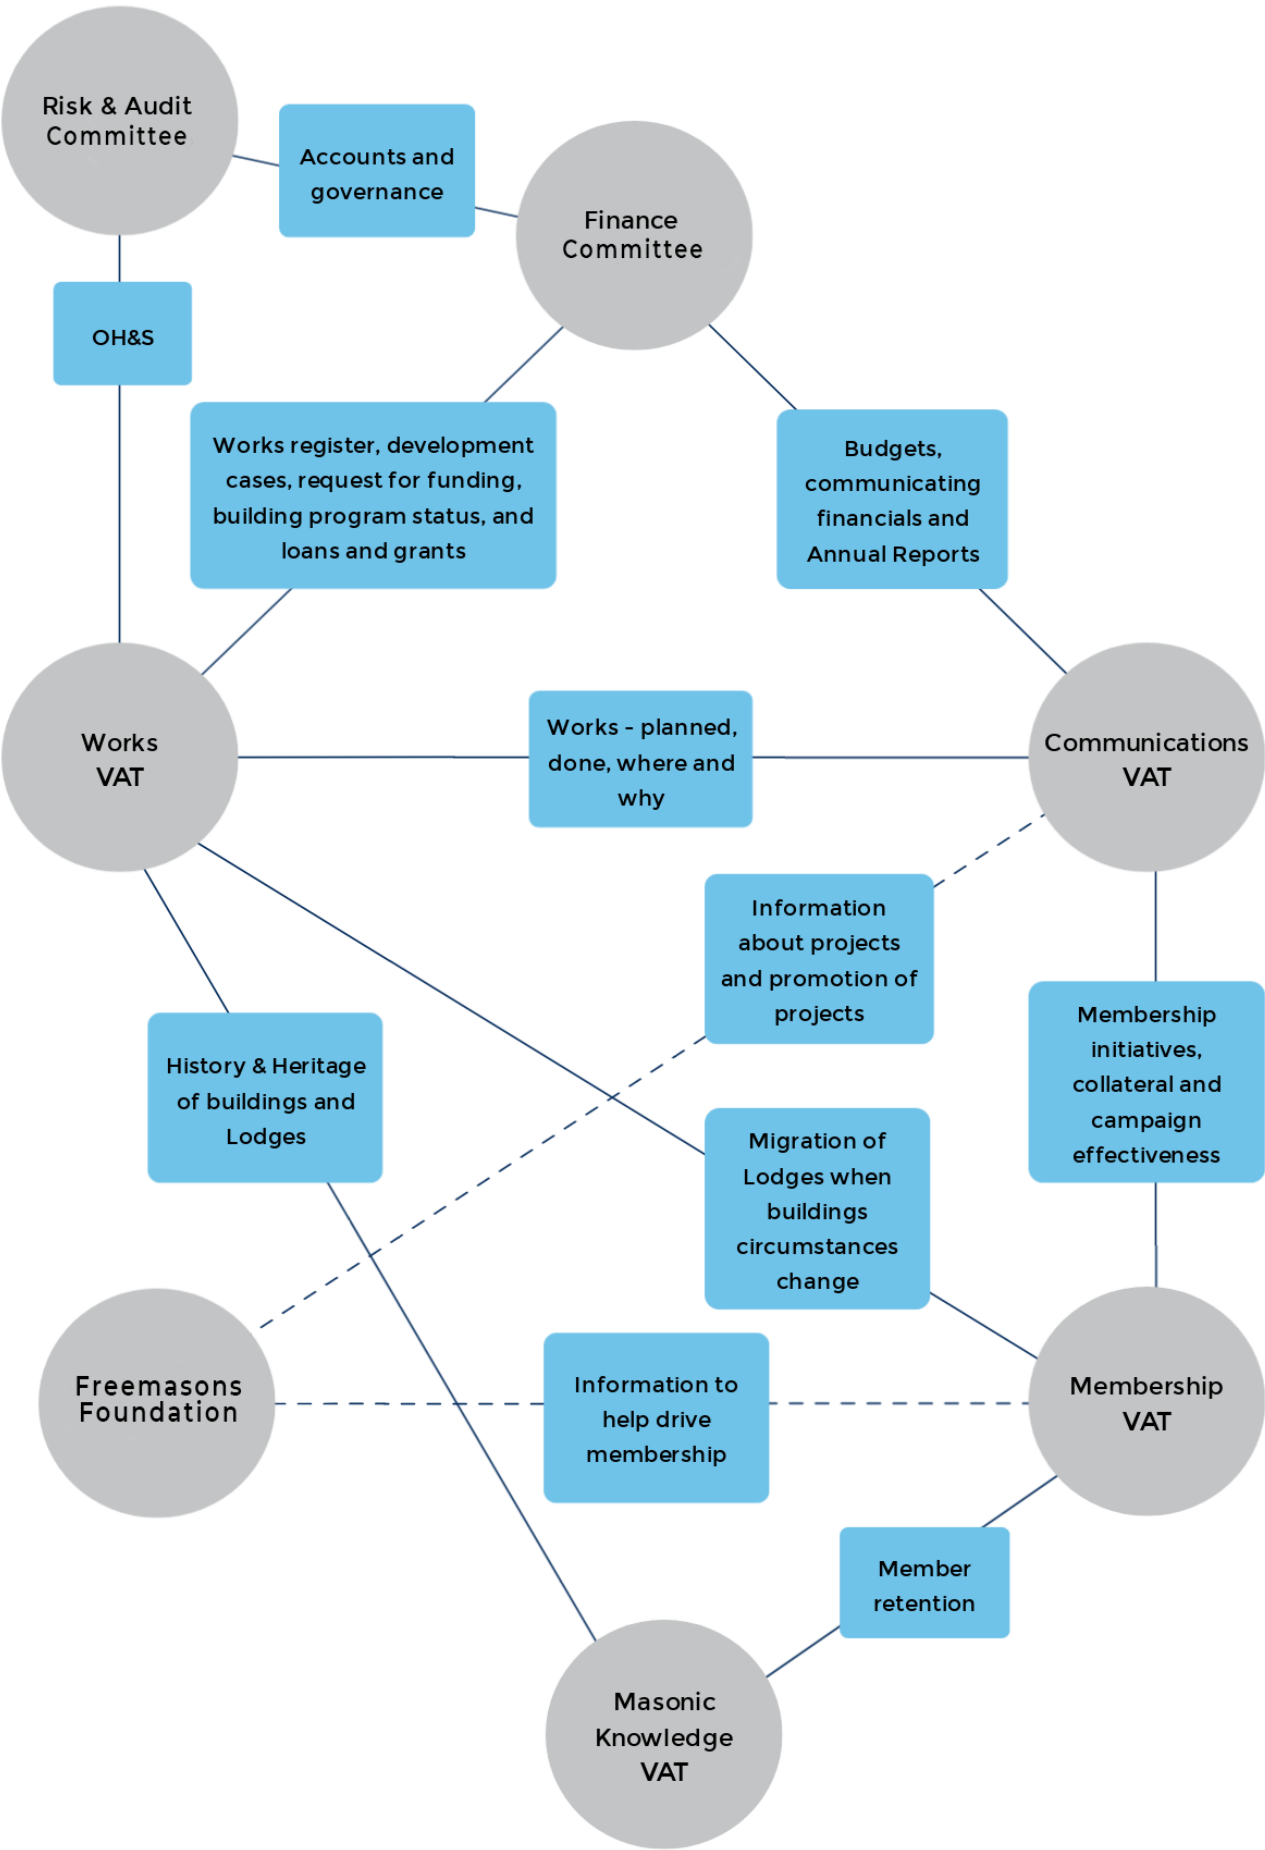 Risk & Audit
Committee
Accounts and
governance
Finance
Committee
OH&S
Works register, development
cases, request for funding,
building program status, and
loans and grants
Budgets,
communicating
financials and
Annual Reports
Works
VAT
Works - planned,
done, where and
why
Communications
VAT
Information
about projects
and promotion of
projects
History & Heritage
of buildings and
Lodges
Membership
initiatives,
collateral and
campaign
effectiveness
Migration of
Lodges when
buildings
circumstances
change
Freemasons
Foundation
Information to
help drive
membership
Membership
VAT
Member
retention
Masonic
Knowledge
VAT